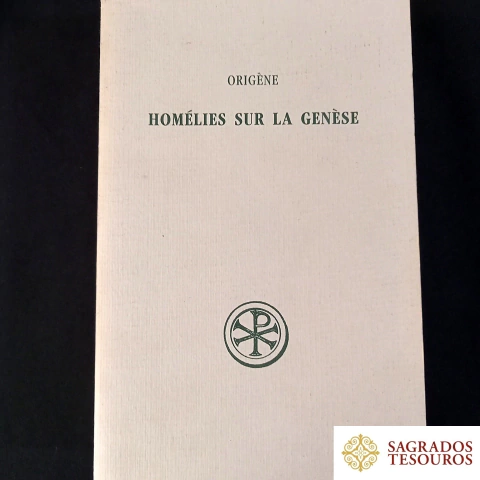 ORIGÈNE
HOMÉLIES SUR LA GENÈSE
SAGRADOS
TESOUROS